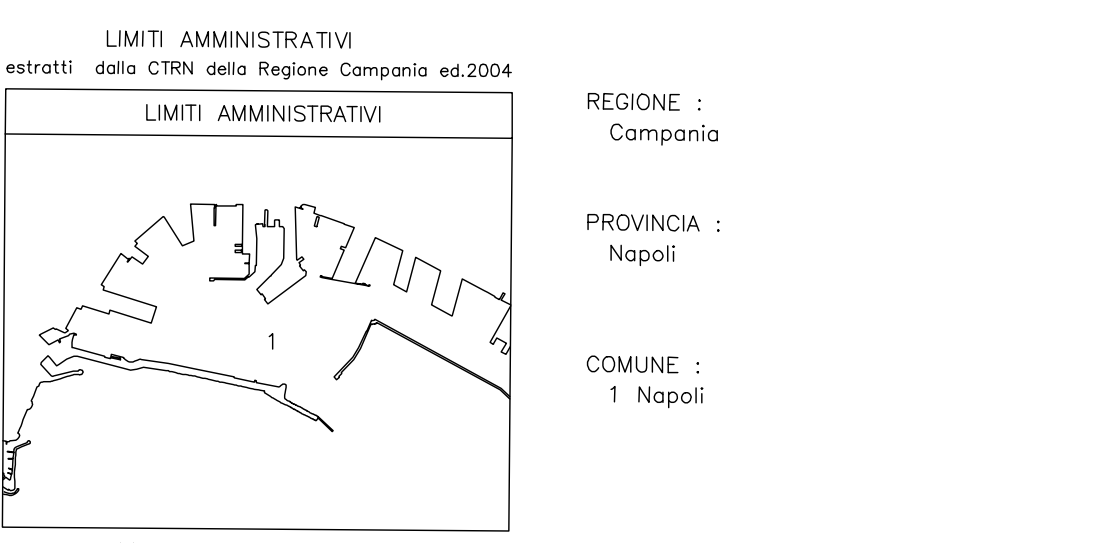 LIMITI AMMINISTRATIVI
estratti dalla CTRN della Regione Campania ed.2004
LIMITI AMMINISTRATIVI
1
REGIONE :
Campania
PROVINCIA :
Napoli
COMUNE :
1 Napoli